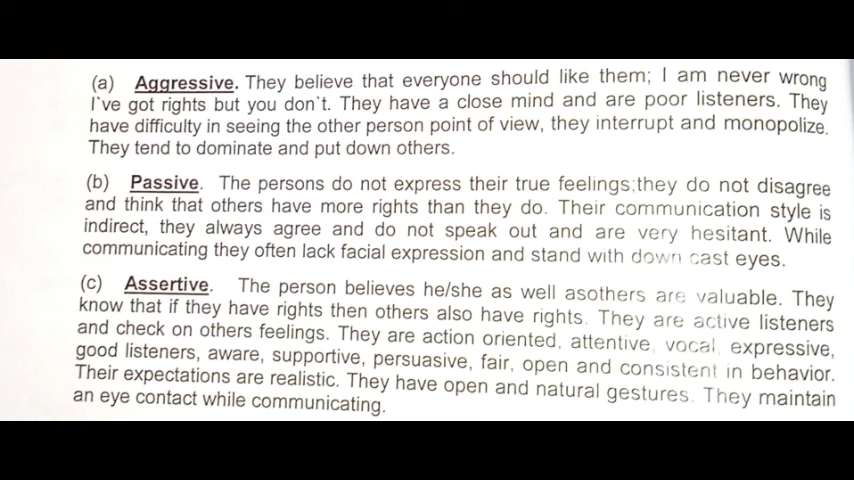 (a) Aggressive. They believe that everyone should like them; I am never wrong
I`ve got rights but you don`t. They have a close mind and are poor listeners. They
have difficulty in seeing the other person point of view, they interrupt and monopolize.
They tend to dominate and put down others.
(b) Passive. The persons do not express their true feelings;they do not disagree
and think that others have more rights than they do. Their communication style is
indirect, they always agree and do not speak out and are very hesitant. While
communicating they often lack facial expression and stand with down cast eyes.
(c) Assertive. The person believes he/she as well asothers are valuable. They
know that if they have rights then others also have rights. They are active listeners
and check on others feelings. They are action oriented, attentive, vocal, expressive,
good listeners, aware, supportive, persuasive, fair, open and consistent in behavior.
Their expectations are realistic. They have open and natural gestures. They maintain
an eye contact while communicating.